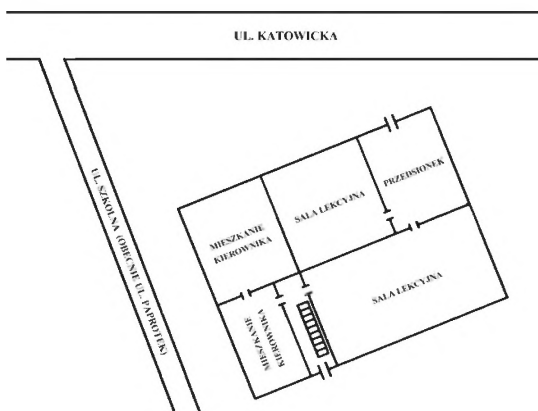 UL. KATOWICKA
UL. SZKOLNA (OBECNIE UL. PAPROTEK)
MIESZKANIE
KIEROWNIKA
SALA LEKCYJNA
PRZEDSIONEK
MIESZKANIE
KIEROWNIKA
SALA LEKCYJNA